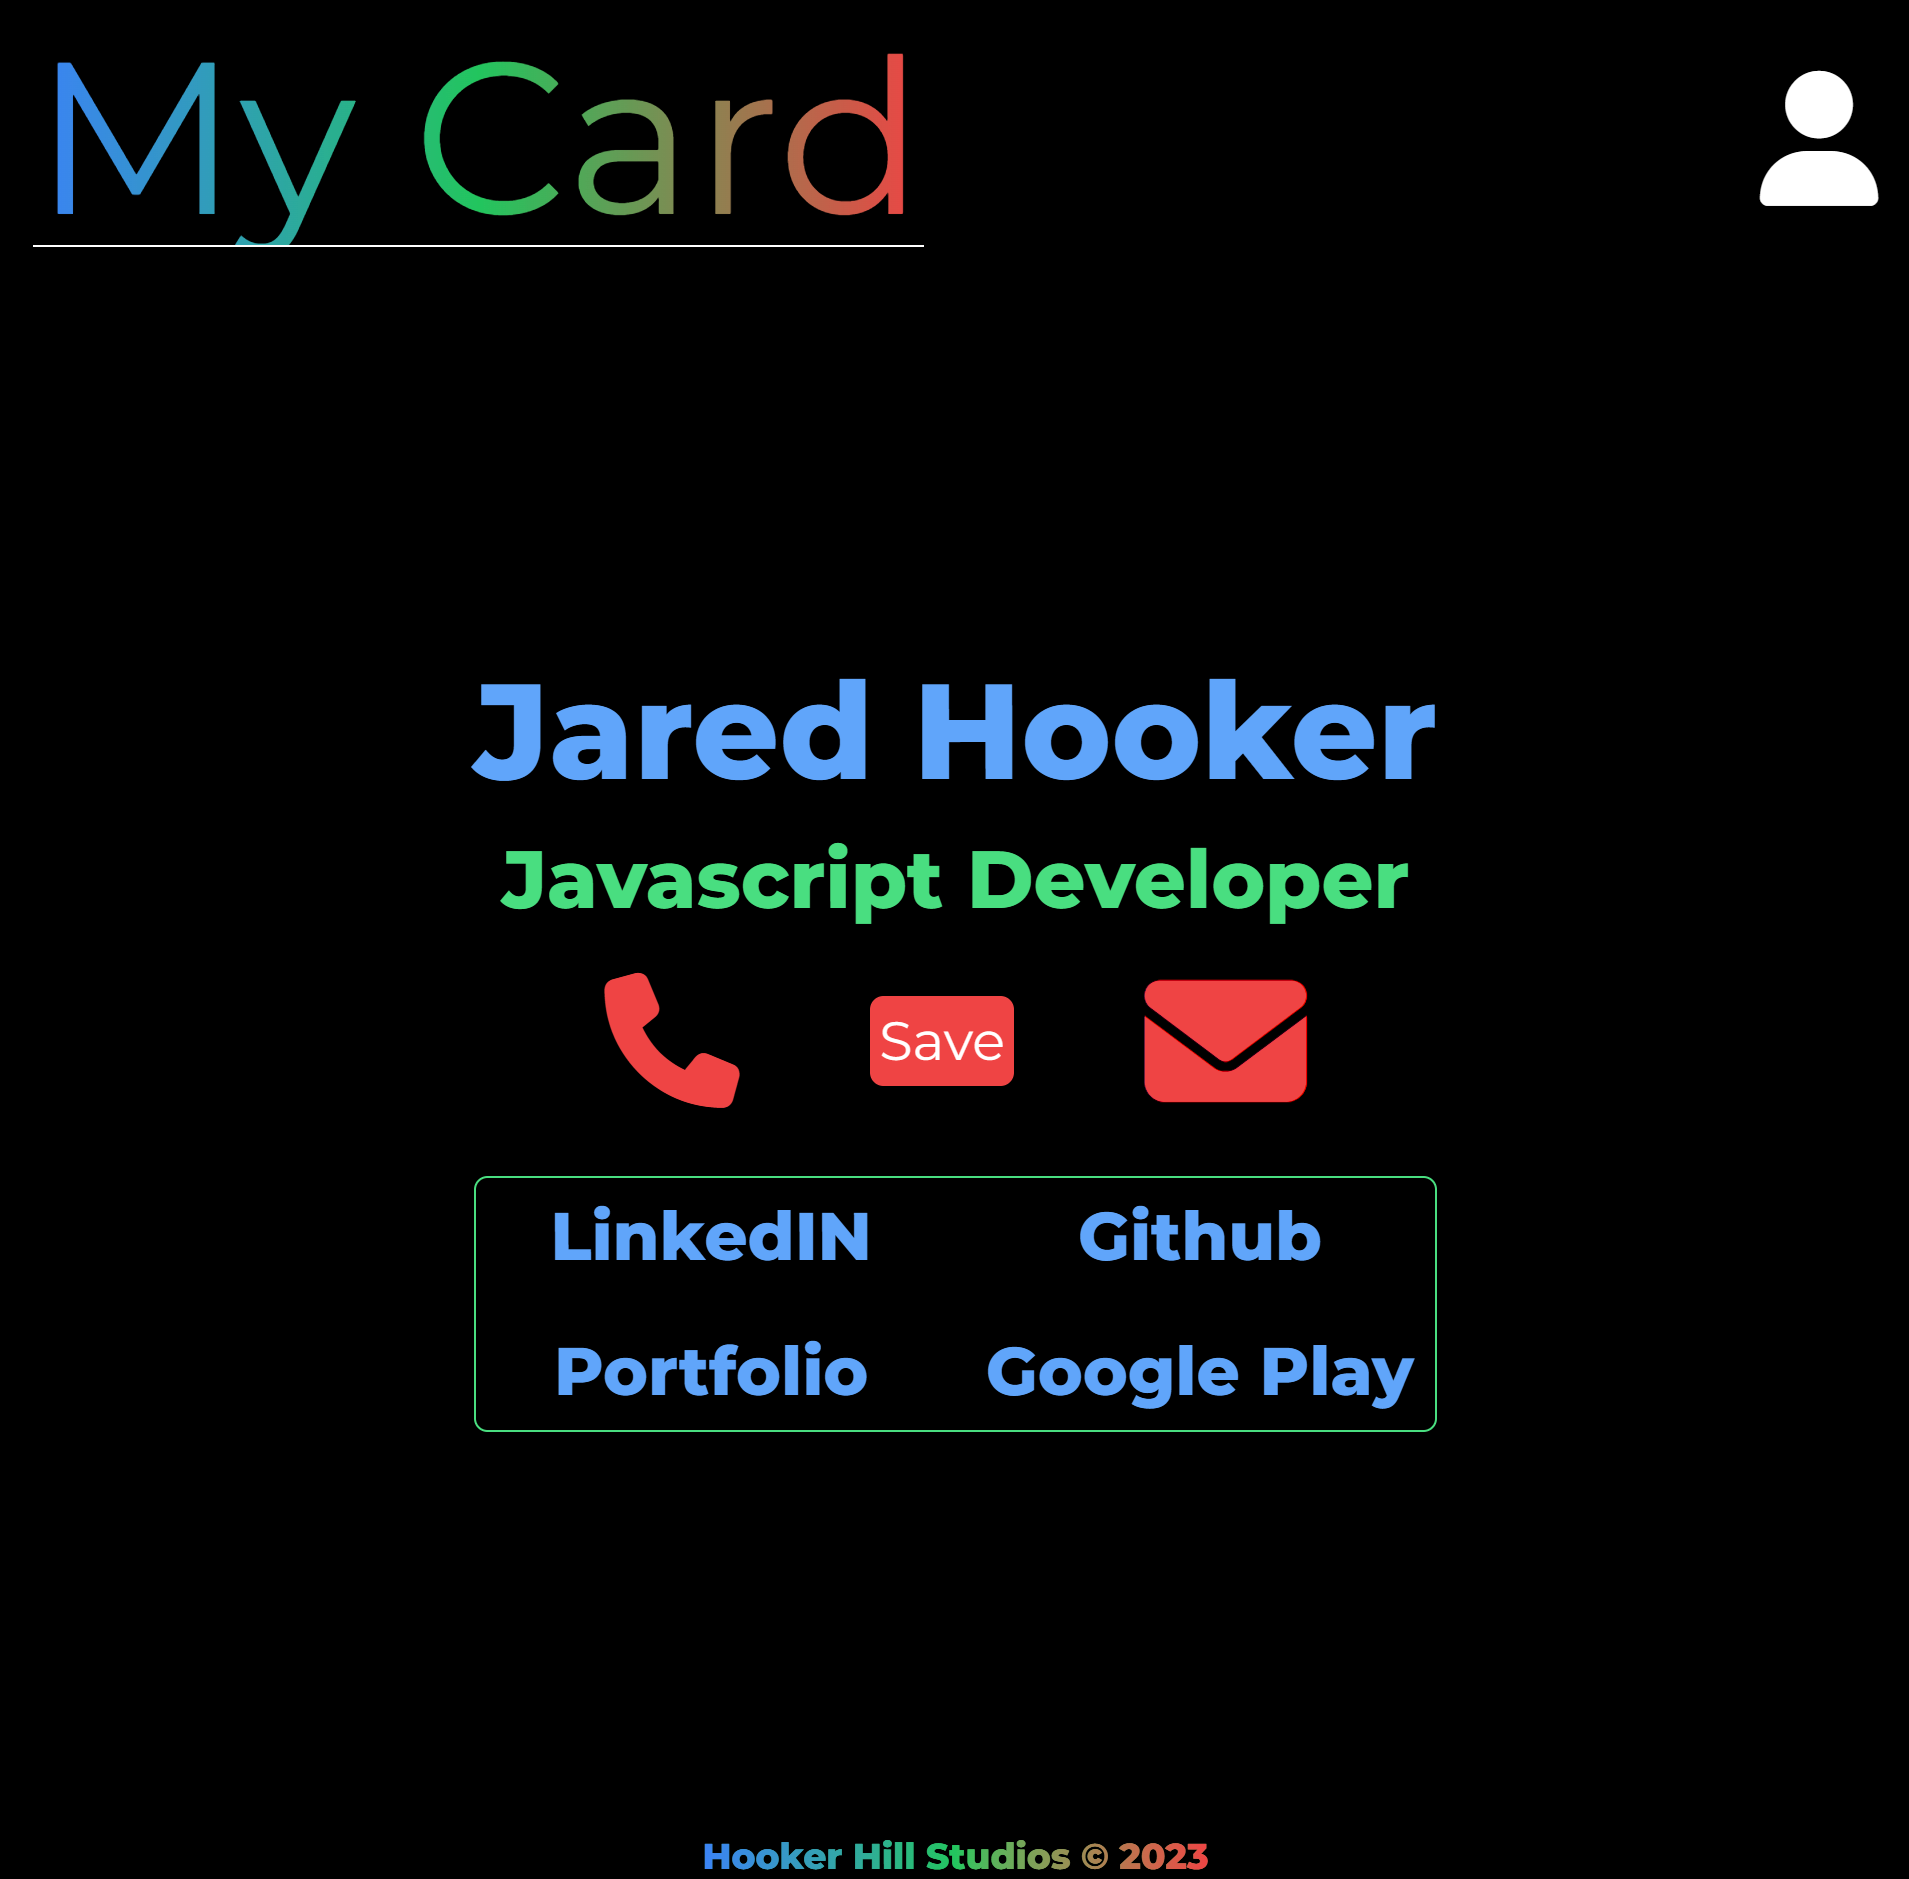 My Card
Jared Hooker
Javascript Developer
Save
LinkedIN Github
Portfolio Google Play
Hooker Hill Studios © 2023